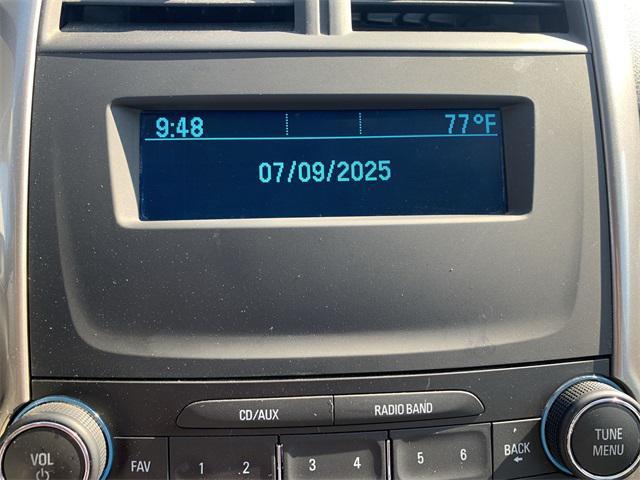 9:48 77°F
07/09/2025
CD/AUX RADIO BAND
VOL FAV 1 2 3 4 5 6 BACK TUNE MENU